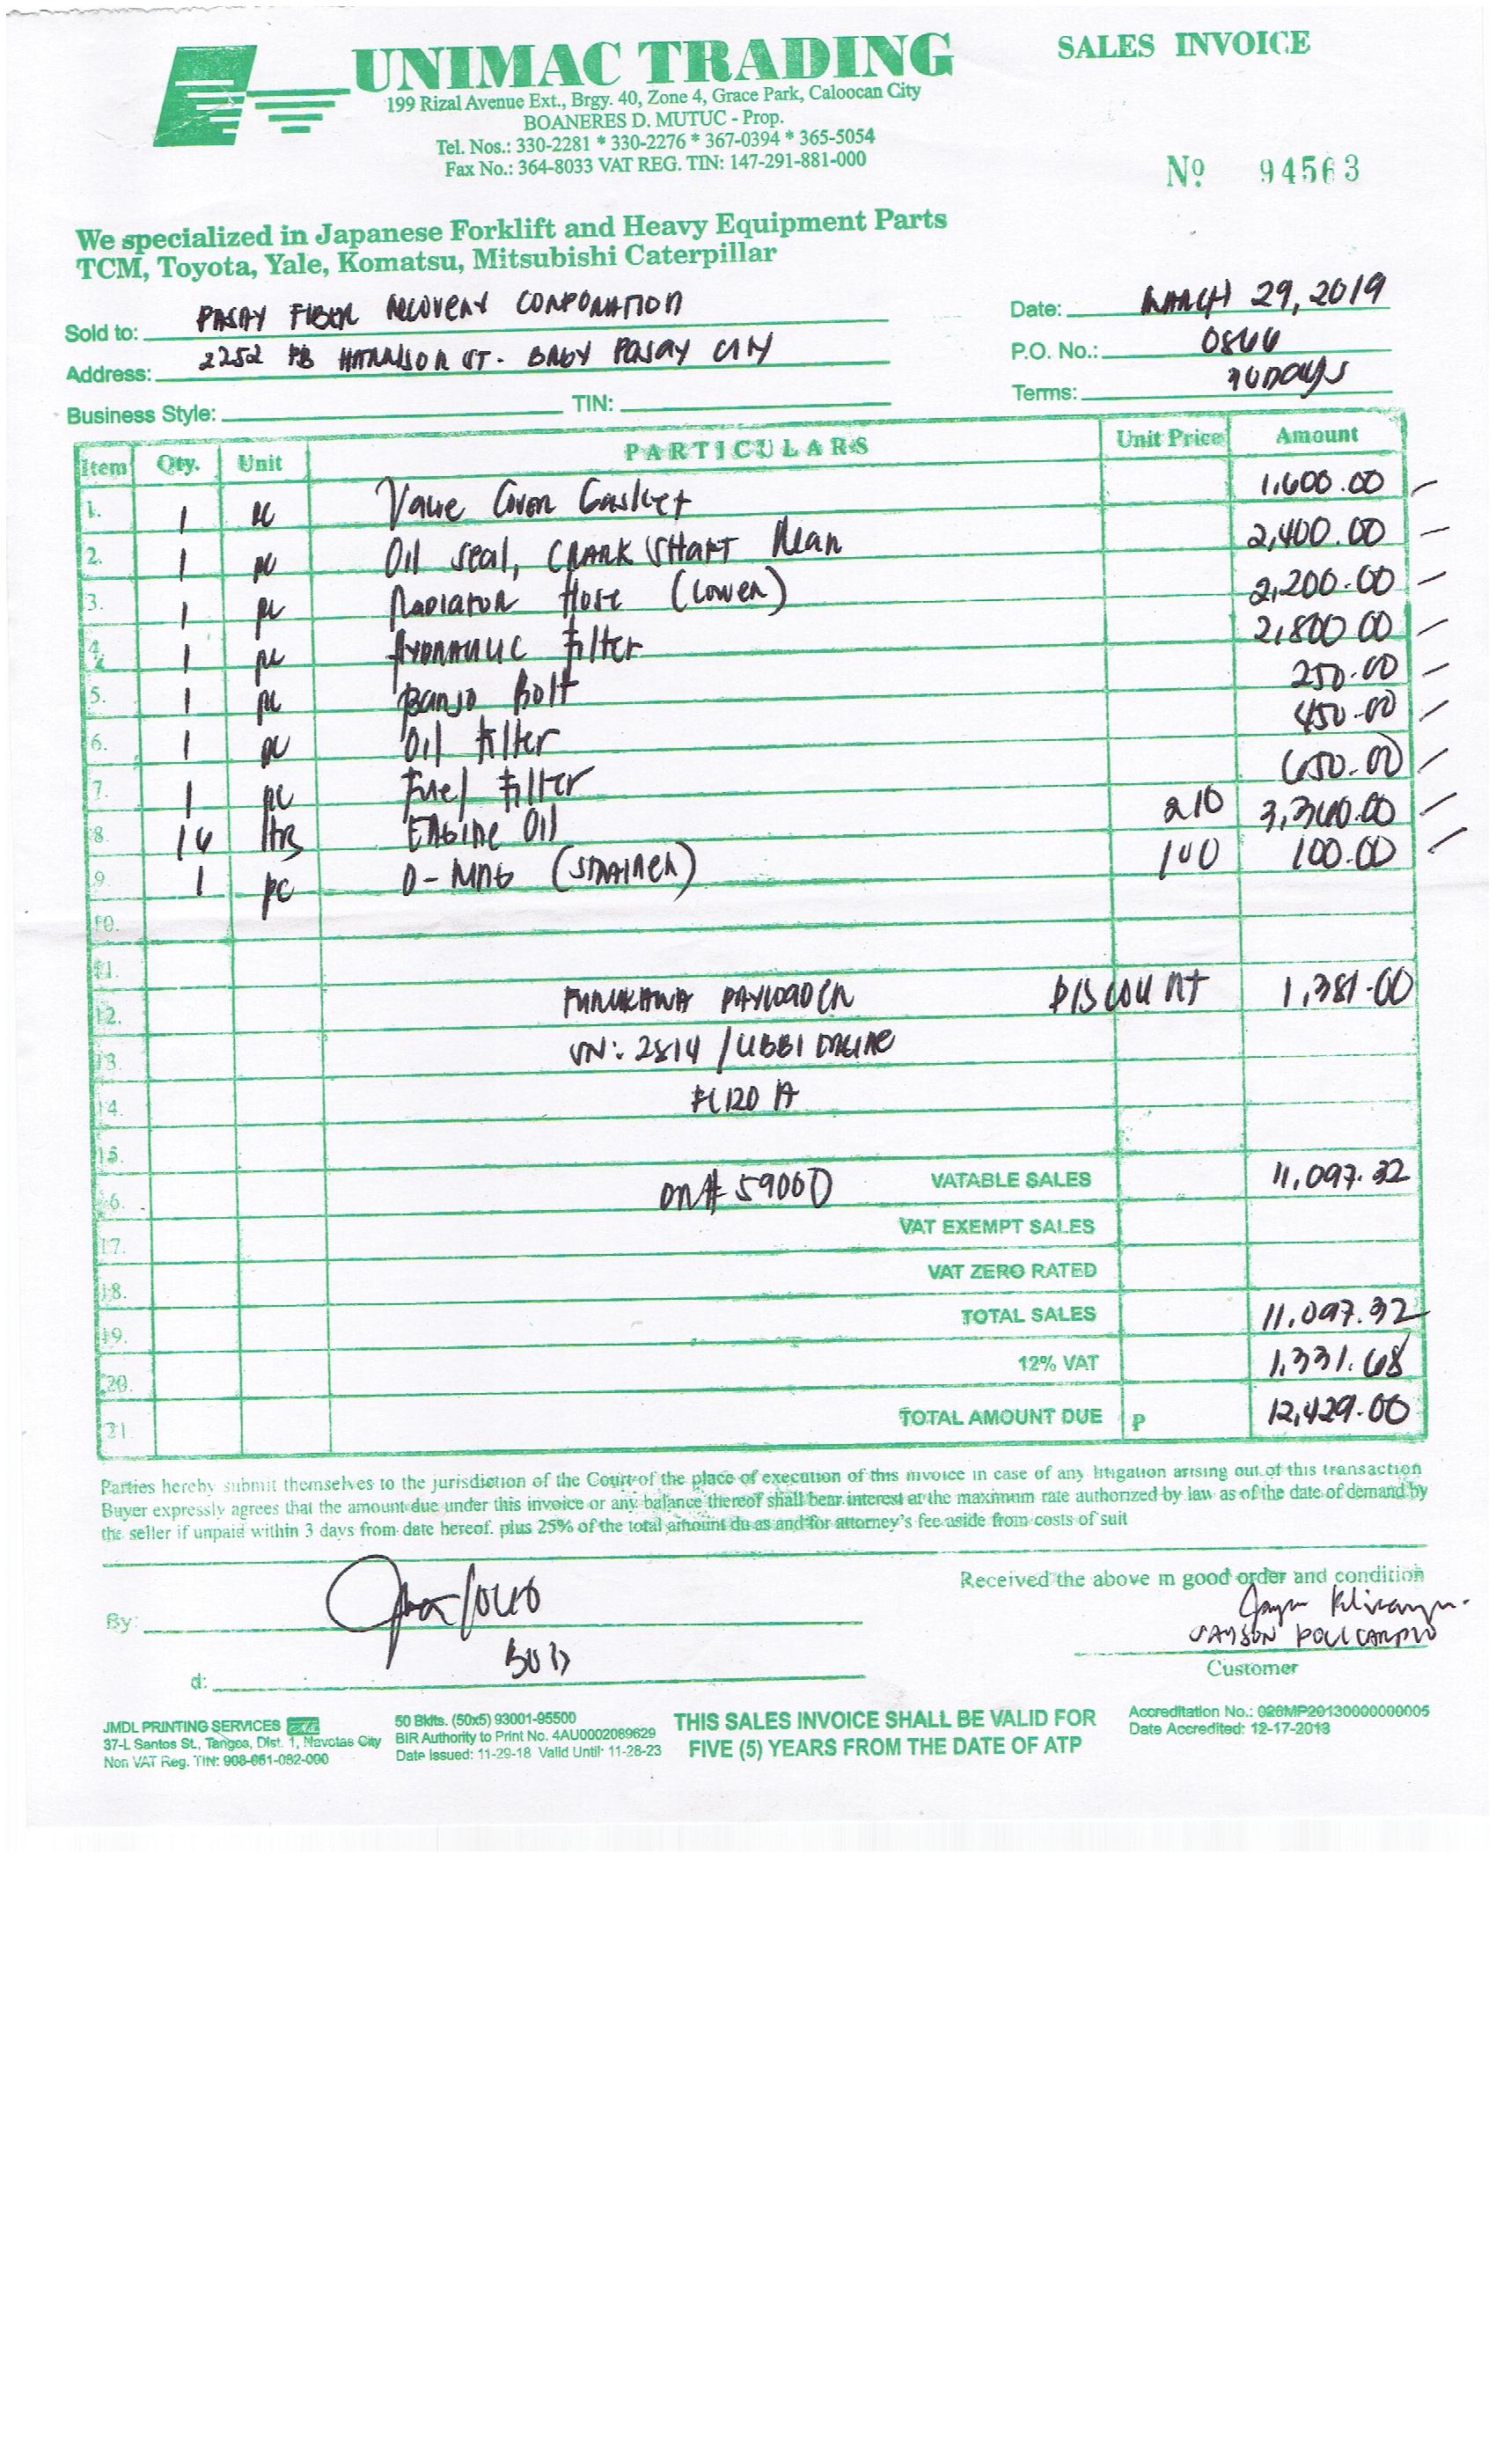 UNIMAC TRADING
SALES INVOICE
199 Rizal Avenue Ext., Brgy. 40, Zone 4, Grace Park, Caloocan City
BOANERES D. MUTUC - Prop.
Tel. Nos.: 330-2281 * 330-2276 * 367-0394 * 365-5054
Fax No.: 364-8033 VAT REG. TIN: 147-291-881-000
Nº 94563
We specialized in Japanese Forklift and Heavy Equipment Parts
TCM, Toyota, Yale, Komatsu, Mitsubishi Caterpillar
Sold to: PASAY FIBER RECOVERY CORPORATION
Date: MARCH 29, 2019
Address: 2252 FB HARRISON ST. BRGY PASAY CITY
P.O. No.: 0866
Business Style: TIN:
Terms: 30 DAYS
Item Qty. Unit PARTICULARS Unit Price Amount
1. 1 pc Valve Cover Gasket 1,600.00
2. 1 pc Oil Seal, CRANKSHAFT Rear 2,400.00
3. 1 pc RADIATOR Hose (Lower) 2,200.00
4. 1 pc HYDRAULIC Filter 2,800.00
5. 1 pc Banjo Bolt 250.00
6. 1 pc Oil Filter 450.00
7. 1 pc Fuel Filter 650.00
8. 16 ltrs ENGINE Oil 210 3,360.00
9. 1 pc O-RING (STRAINER) 100 100.00
10.
11.
12. FURUKAWA PAYLOADER DISCOUNT 1,381.00
13. 2814 /
14. 120 A
15.
16. DR# 59000 VATABLE SALES 11,097.32
17. VAT EXEMPT SALES
18. VAT ZERO RATED
19. TOTAL SALES 11,097.32
20. 12% VAT 1,331.68
21. TOTAL AMOUNT DUE P 12,429.00
Parties hereby submit themselves to the jurisdiction of the Court of the place of execution of this invoice in case of any litigation arising out of this transaction
Buyer expressly agrees that the amount due under this invoice or any balance thereof shall bear interest at the maximum rate authorized by law as of the date of demand by
the seller if unpaid within 3 days from date hereof. plus 25% of the total amount du as and for attorney's fee aside from costs of suit
Received the above in good order and condition
By:
JAYSON POLICARPIO
d:
Customer
JMDL PRINTING SERVICES
37-L Santos St., Tangos, Dist. 1, Navotas City
Non VAT Reg. TIN: 908-661-082-000
50 Bklts. (50x5) 93001-95500
BIR Authority to Print No. 4AU0002089629
Date Issued: 11-29-18 Valid Until: 11-28-23
THIS SALES INVOICE SHALL BE VALID FOR
FIVE (5) YEARS FROM THE DATE OF ATP
Accreditation No.: 026MP20130000000005
Date Accredited: 12-17-2013